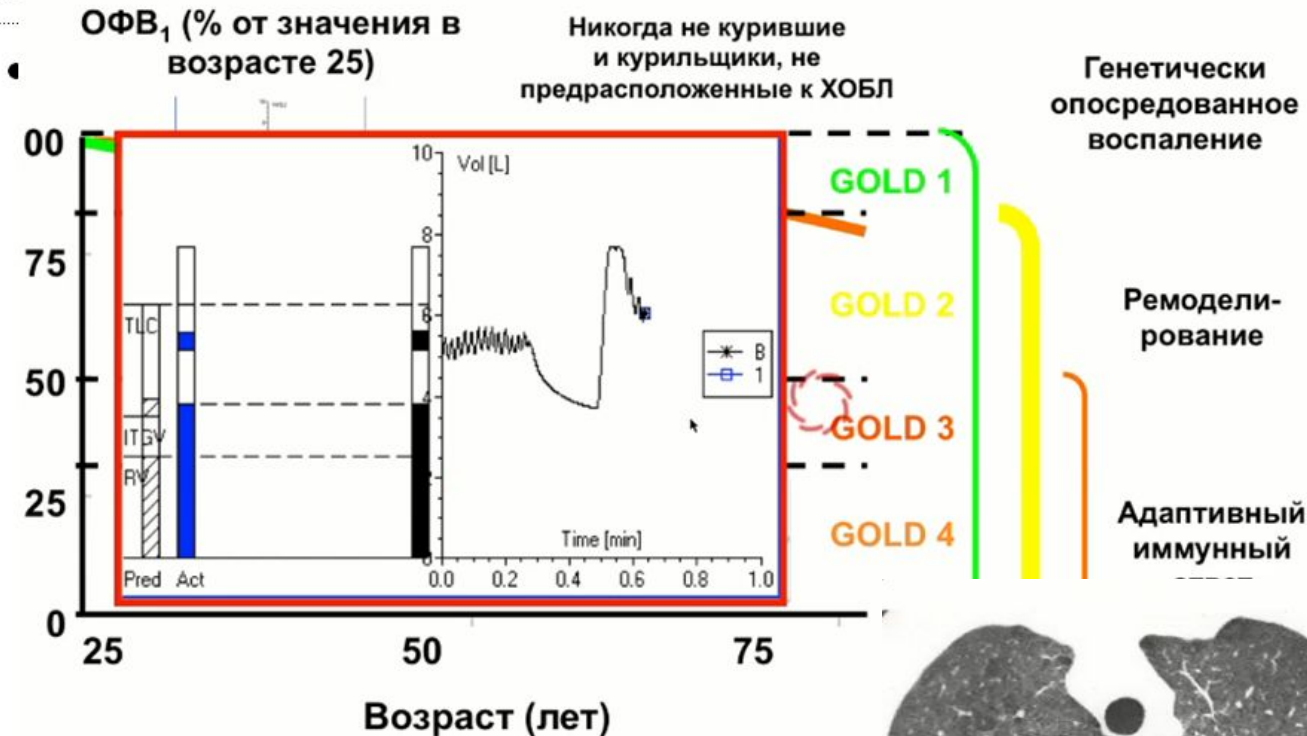 ОФВ₁ (% от значения в
возрасте 25)
Никогда не курившие
и курильщики, не
предрасположенные к ХОБЛ
Генетически
опосредованное
воспаление
00
75
50
25
0
25
50
75
Возраст (лет)
10
Vol [L]
8
6
4
TLC
ITGV
RV
Pred
Act
B
1
Time [min]
0.0
0.2
0.4
0.6
0.8
1.0
GOLD 1
GOLD 2
GOLD 3
GOLD 4
Ремодели-
рование
Адаптивный
иммунный